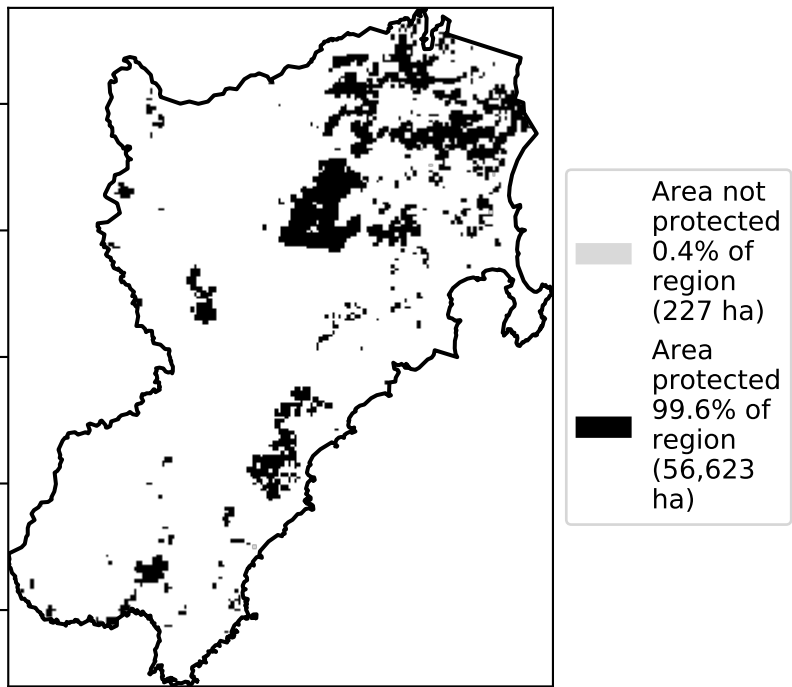 Area not
protected
0.4% of
region
(227 ha)
Area
protected
99.6% of
region
(56,623
ha)